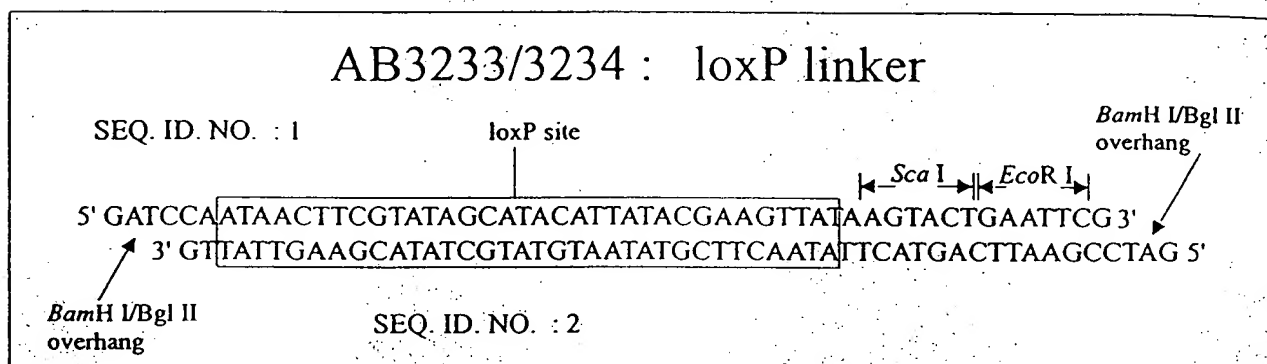 AB3233/3234 : loxP linker
SEQ. ID. NO. : 1
loxP site
BamH I/Bgl II
overhang
Sca I EcoR I
5' GATCCAATAACTTCGTATAGCATACATTATACGAAGTTATAAGTACTGAATTCG 3'
3' GTTATTGAAGCATATCGTATGTAATATGCTTCAATATTCATGACTTAAGCCTAG 5'
BamH I/Bgl II
overhang
SEQ. ID. NO. : 2